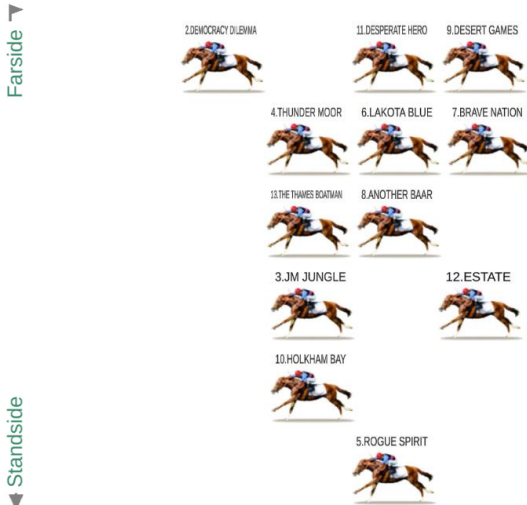 Farside
2.DEMOCRACY DILEMMA
11.DESPERATE HERO
9.DESERT GAMES
4.THUNDER MOOR
6.LAKOTA BLUE
7.BRAVE NATION
13.THE THAMES BOATMAN
8.ANOTHER BAAR
3.JM JUNGLE
12.ESTATE
10.HOLKHAM BAY
Standside
5.ROGUE SPIRIT